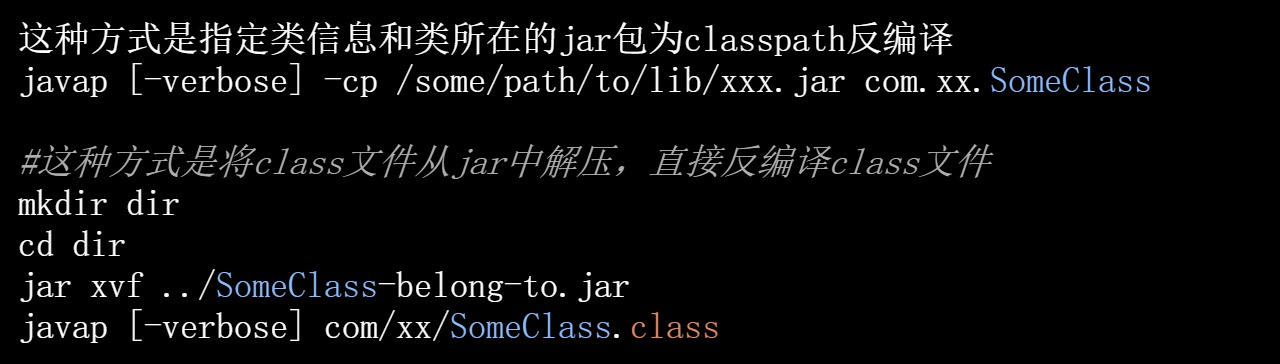 这种方式是指定类信息和类所在的jar包为classpath反编译
javap [-verbose] -cp /some/path/to/lib/xxx.jar com.xx.SomeClass
#这种方式是将class文件从jar中解压，直接反编译class文件
mkdir dir
cd dir
jar xvf ../SomeClass-belong-to.jar
javap [-verbose] com/xx/SomeClass.class